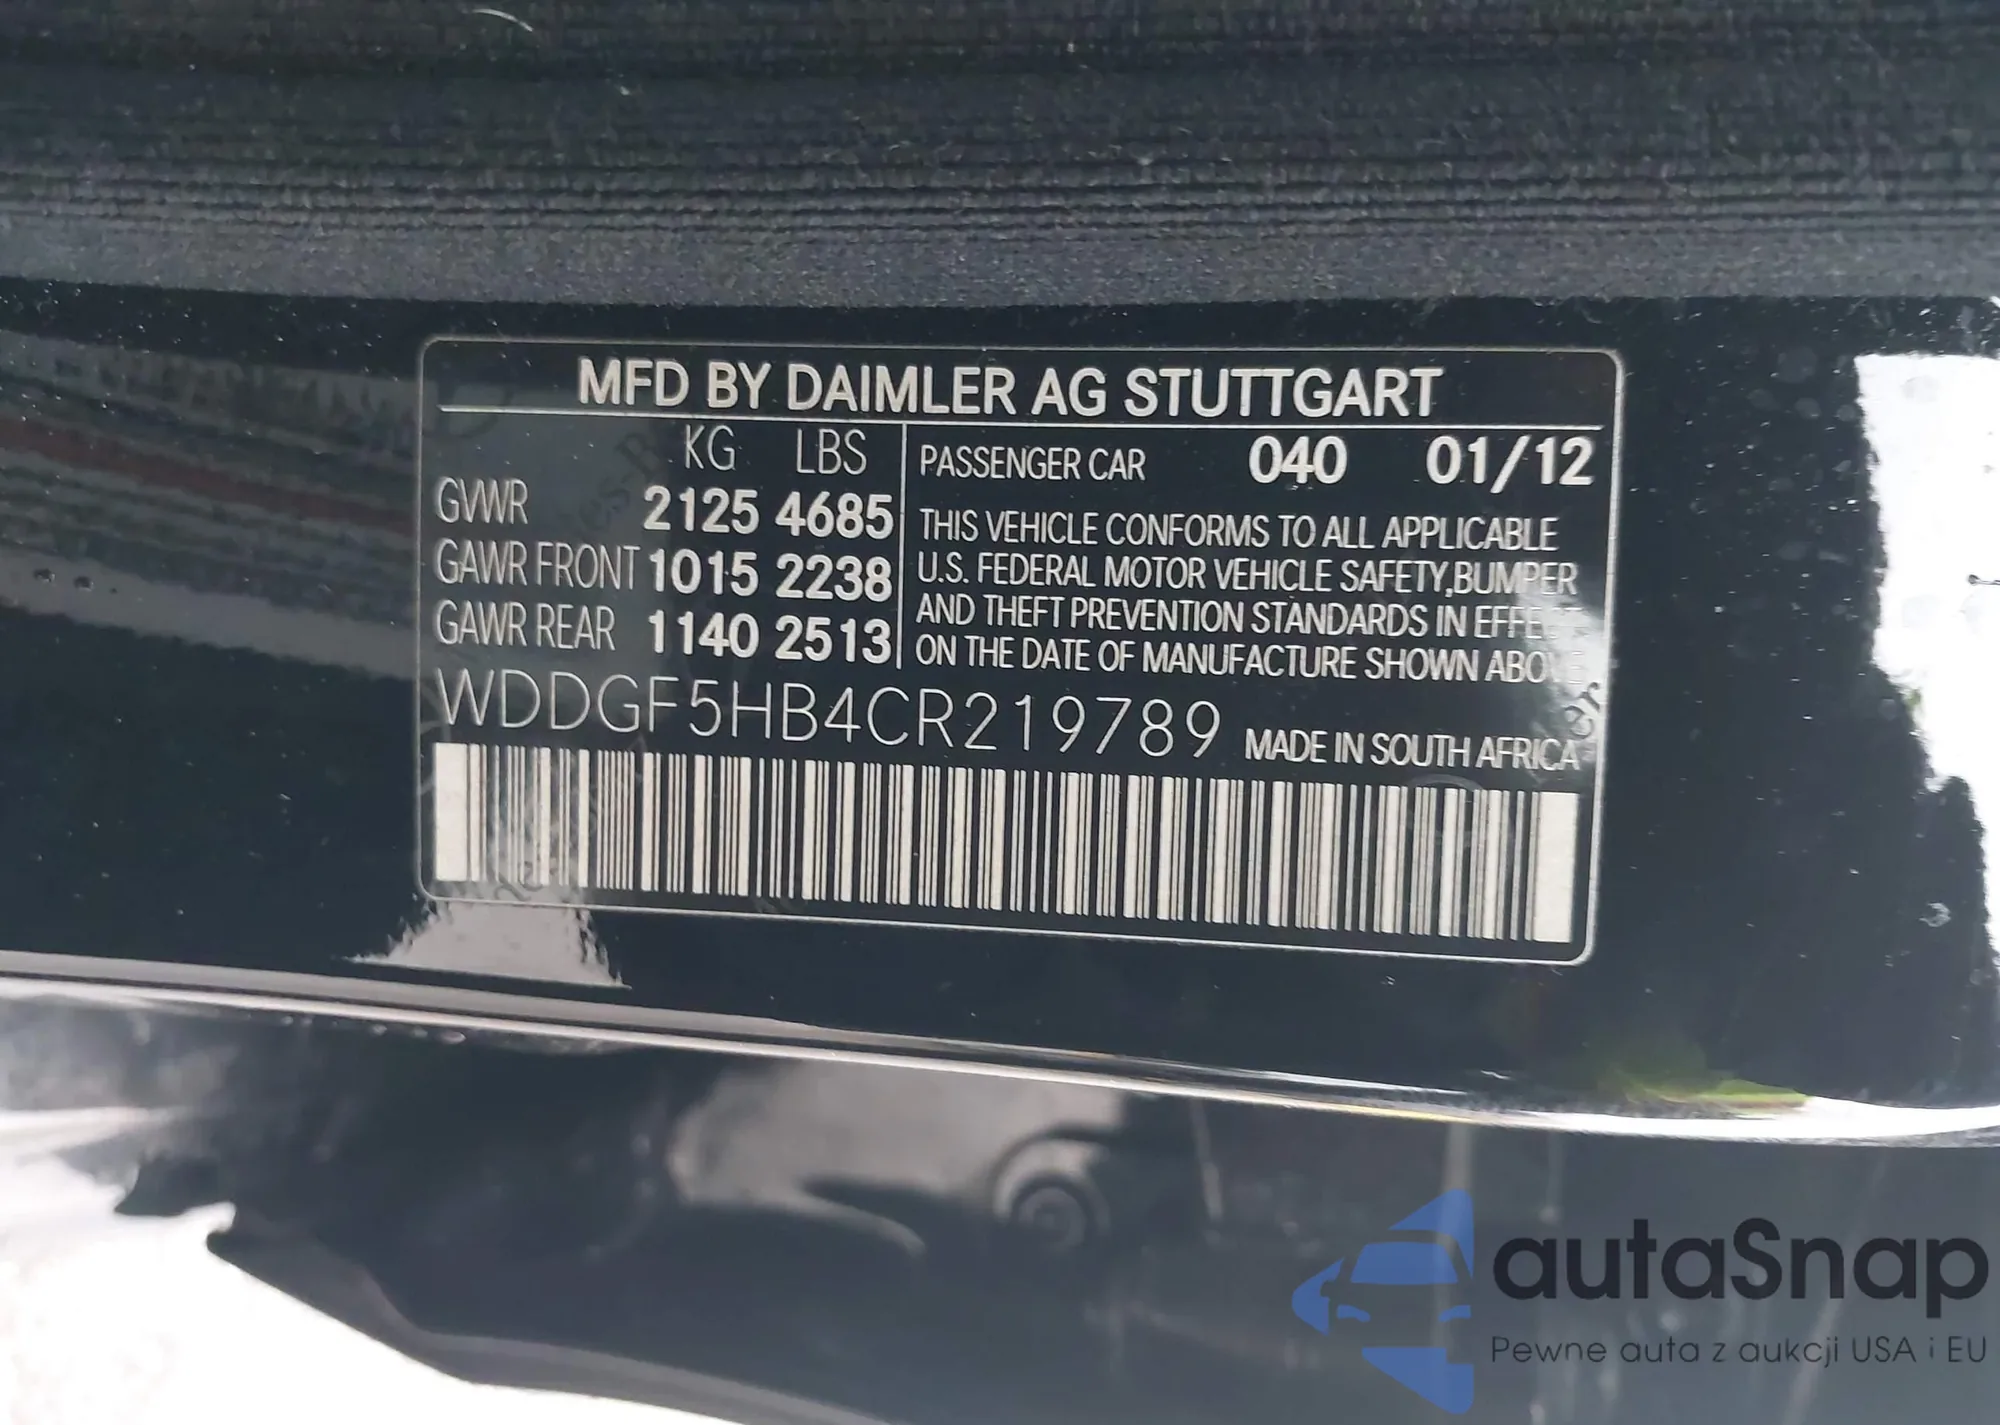 MFD BY DAIMLER AG STUTTGART
KG LBS
GVWR 2125 4685
GAWR FRONT 1015 2238
GAWR REAR 1140 2513
PASSENGER CAR 040 01/12
THIS VEHICLE CONFORMS TO ALL APPLICABLE
U.S. FEDERAL MOTOR VEHICLE SAFETY,BUMPER
AND THEFT PREVENTION STANDARDS IN EFFECT
ON THE DATE OF MANUFACTURE SHOWN ABOVE
WDDGF5HB4CR219789 MADE IN SOUTH AFRICA
autaSnap
Pewne auta z aukcji USA i EU